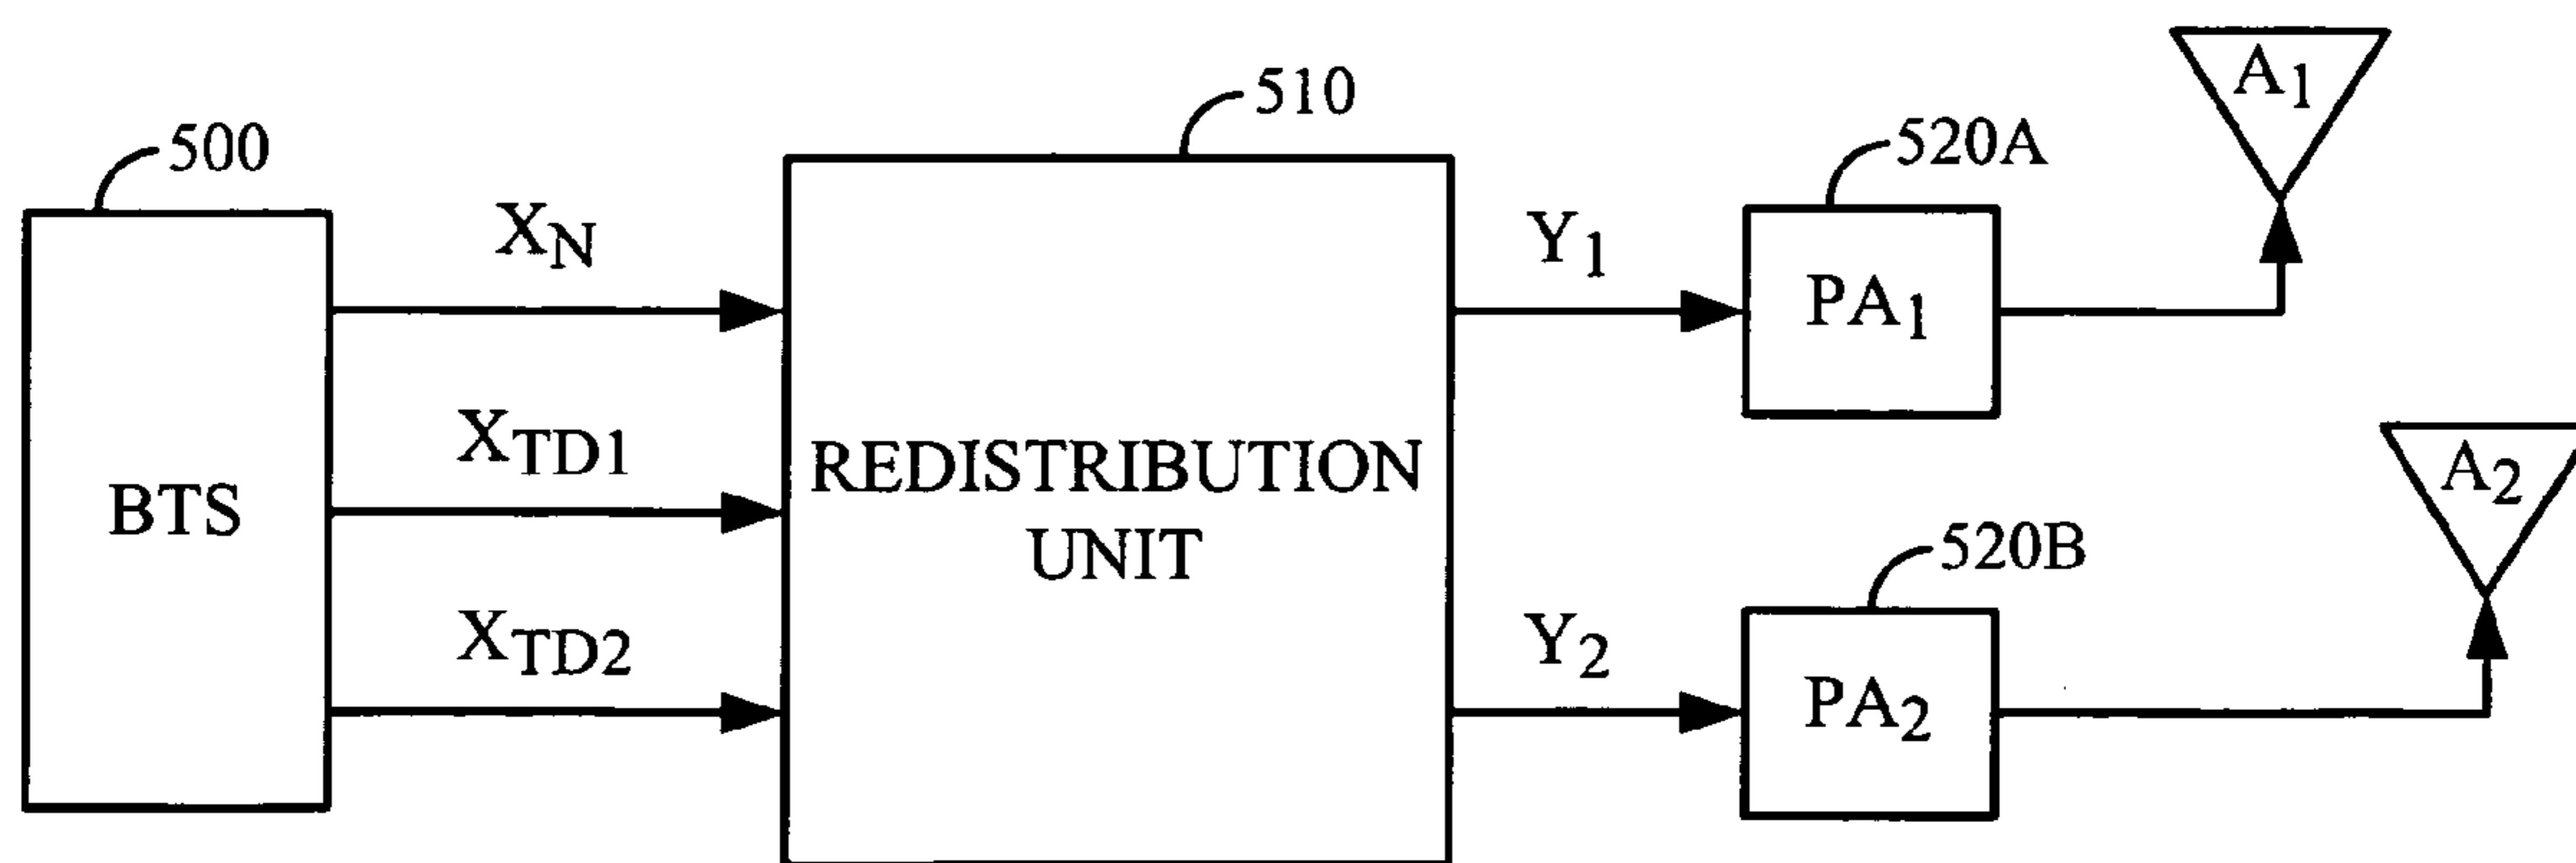 500
510
520A
A1
XN
Y1
PA1
XTD1
BTS
REDISTRIBUTION
UNIT
520B
A2
XTD2
Y2
PA2